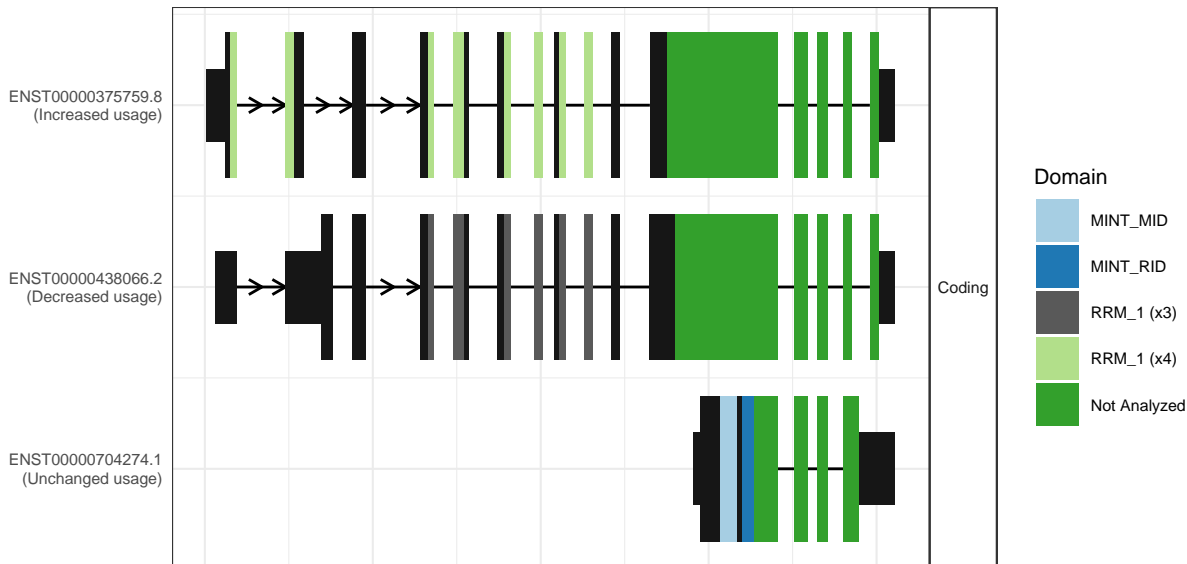 ENST00000375759.8
(Increased usage)
ENST00000438066.2
(Decreased usage)
ENST00000704274.1
(Unchanged usage)
Coding
Domain
MINT_MID
MINT_RID
RRM_1 (x3)
RRM_1 (x4)
Not Analyzed